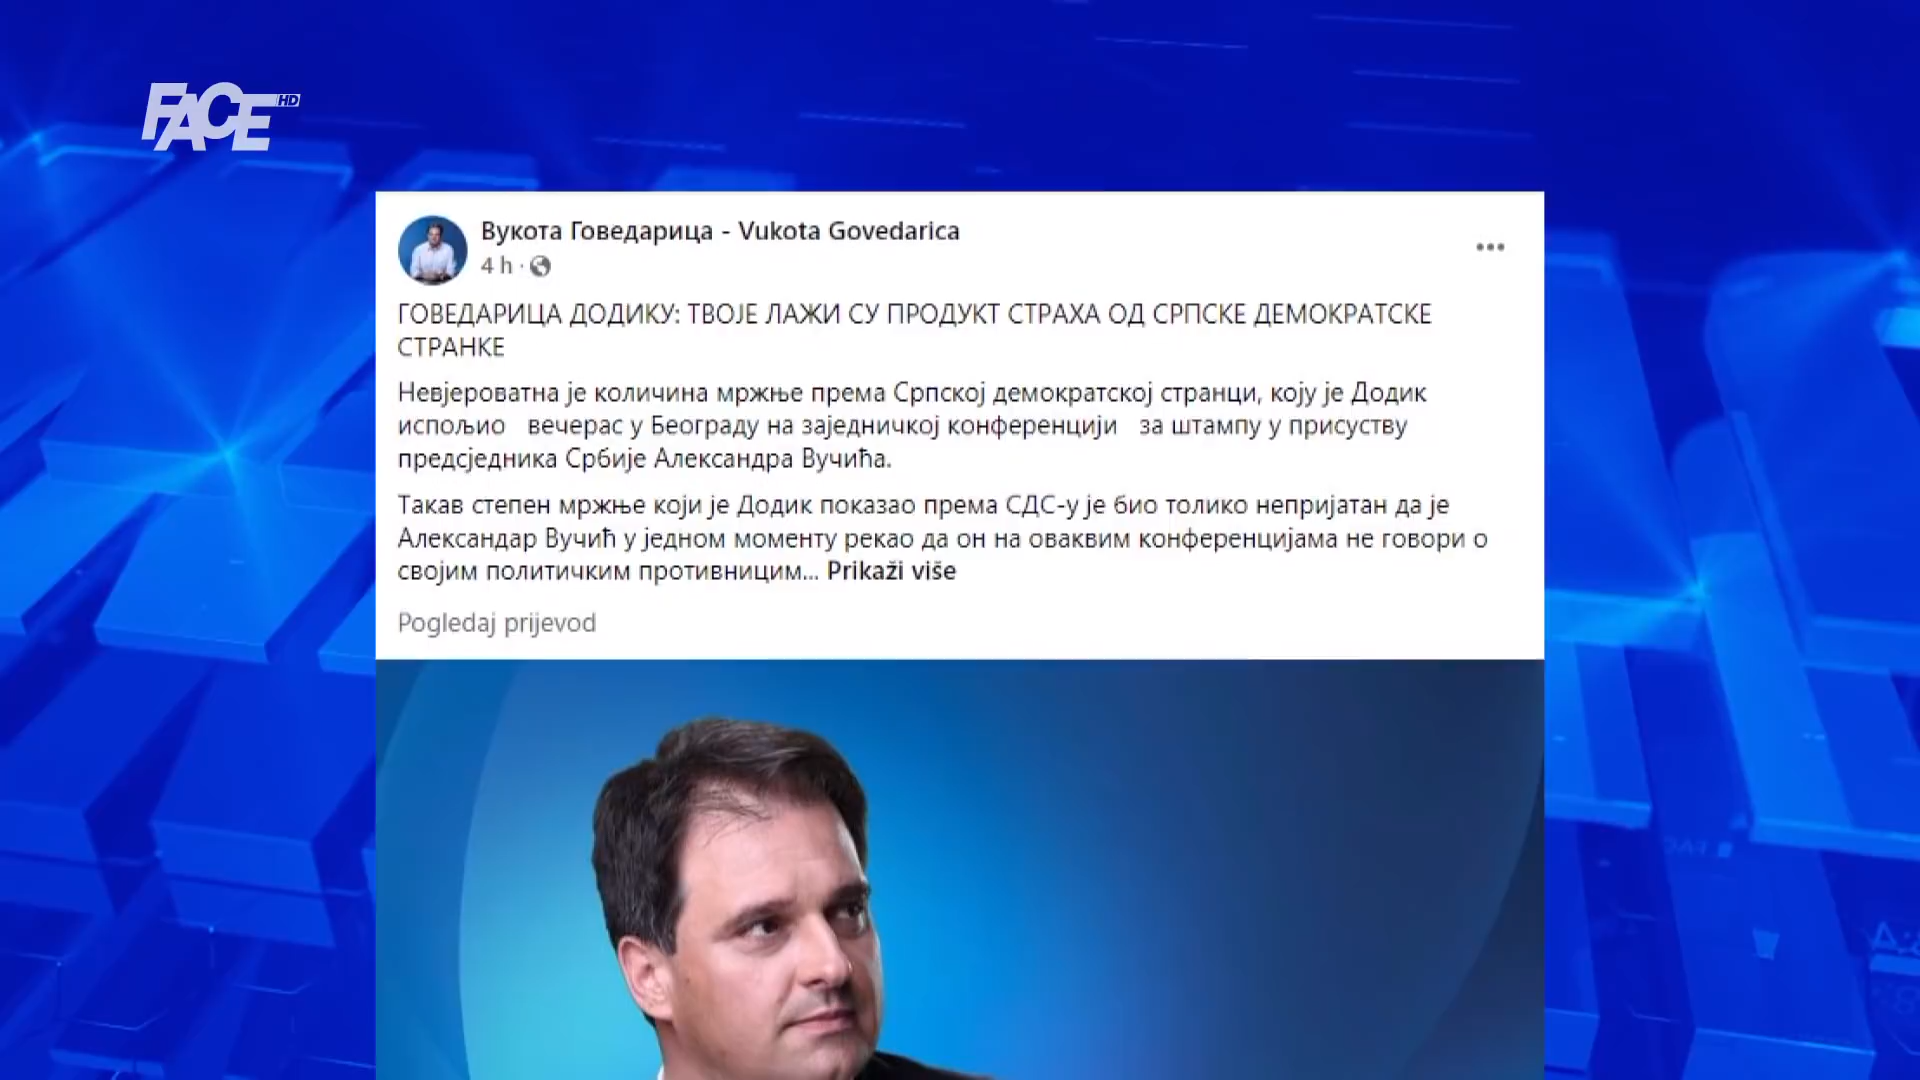 FACE HD
Вукота Говедарица - Vukota Govedarica
4 h ·
ГОВЕДАРИЦА ДОДИКУ: ТВОЈЕ ЛАЖИ СУ ПРОДУКТ СТРАХА ОД СРПСКЕ ДЕМОКРАТСКЕ
СТРАНКЕ
Невјероватна је количина мржње према Српској демократској странци, коју је Додик
испољио вечерас у Београду на заједничкој конференцији за штампу у присуству
предсједника Србије Александра Вучића.
Такав степен мржње који је Додик показао према СДС-у је био толико непријатан да је
Александар Вучић у једном моменту рекао да он на оваквим конференцијама не говори о
својим политичким противницим... Prikaži više
Pogledaj prijevod